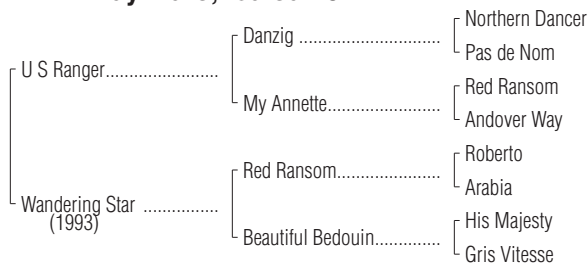 Northern Dancer
Danzig ..............................
Pas de Nom
U S Ranger..............................
Red Ransom
My Annette ..............................
Andover Way
Roberto
Red Ransom..............................
Arabia
Wandering Star ....................
(1993)
His Majesty
Beautiful Bedouin....................
Gris Vitesse